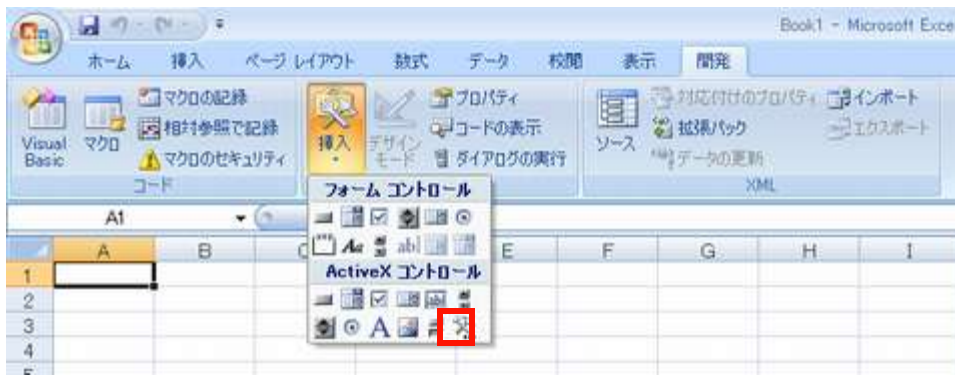 Book1 - Microsoft Exce
ホーム 挿入 ページ レイアウト 数式 データ 校閲 表示 開発
Visual Basic
マクロ
マクロの記録
相対参照で記録
マクロのセキュリティ
コード
挿入
デザイン モード
プロパティ
コードの表示
ダイアログの実行
ソース
対応付けのプロパティ
拡張パック
データの更新
インポート
エクスポート
XML
フォーム コントロール
Aa
ab|
ActiveX コントロール
A
A1
A B C E F G H I
1
2
3
4
5